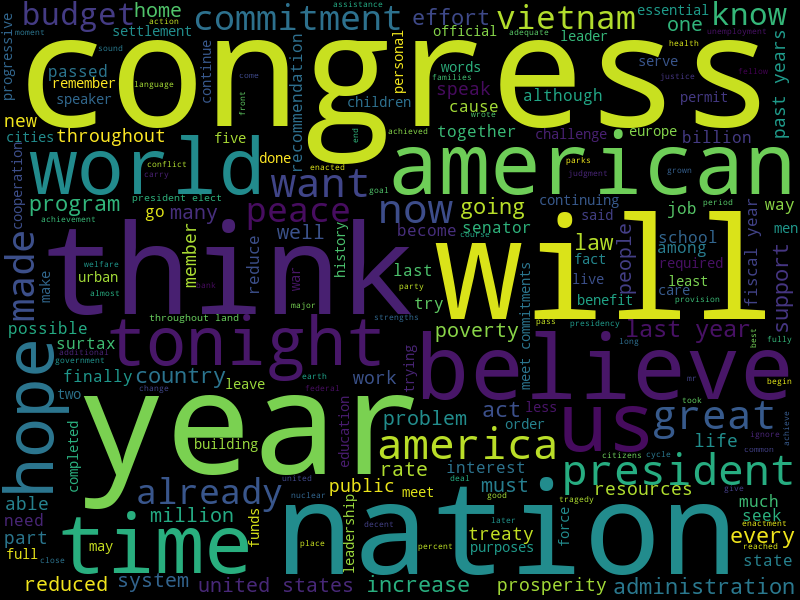 progressive
budget
home
action
assistance
commitment
effort
vietnam
essential
one
know
moment
settlement
sound
continue
recommendation
personal
official
leader
adequate
unemployment
health
congress
passed
remember
language
speaker
families
come
front
words
speak
cause
end
wrote
achieved
although
children
serve
permit
justice
fellow
past years
new
cities
throughout
five
done
enacted
together
challenge
europe
billion
world
conflict
carry
want
goal
american
parks
judgment
grown
cooperation
program
achievement
president elect
go
many
peace
now
going
senator
become
course
continuing
said
job
period
way
men
made
make
think
member
reduce
well
war
history
last
try
will
law
fact
live
benefit
people
school
among
required
least
care
provision
fiscal year
support
welfare
urban
almost
bank
major
party
strengths
possible
surtax
additional
government
throughout land
tonight
poverty
meet commitments
pass
presidency
long
last year
best
fully
mr
begin
took
believe
hope
finally
two
country
change
leave
earth
federal
work
trying
act
less
order
us
great
achieve
ignore
common
life
completed
year
building
education
problem
america
rate
interest
must
citizens
cycle
president
resources
give
much
seek
enactment
reached
every
state
able
need
part
full
close
already
million
may
time
funds
united
nuclear
place
public
decent
leadership
meet
percent
deal
good
later
treaty
purposes
tragedy
force
nation
reduced
system
united states
increase
prosperity
administration